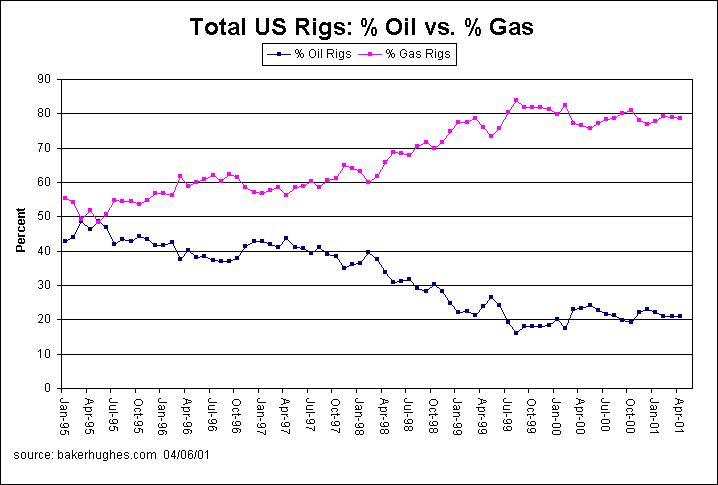 Total US Rigs: % Oil vs. % Gas
% Oil Rigs % Gas Rigs
90
80
70
60
50
40
30
20
10
0
Percent
Jan-95 Apr-95 Jul-95 Oct-95 Jan-96 Apr-96 Jul-96 Oct-96 Jan-97 Apr-97 Jul-97 Oct-97 Jan-98 Apr-98 Jul-98 Oct-98 Jan-99 Apr-99 Jul-99 Oct-99 Jan-00 Apr-00 Jul-00 Oct-00 Jan-01 Apr-01
source: bakerhughes.com 04/06/01